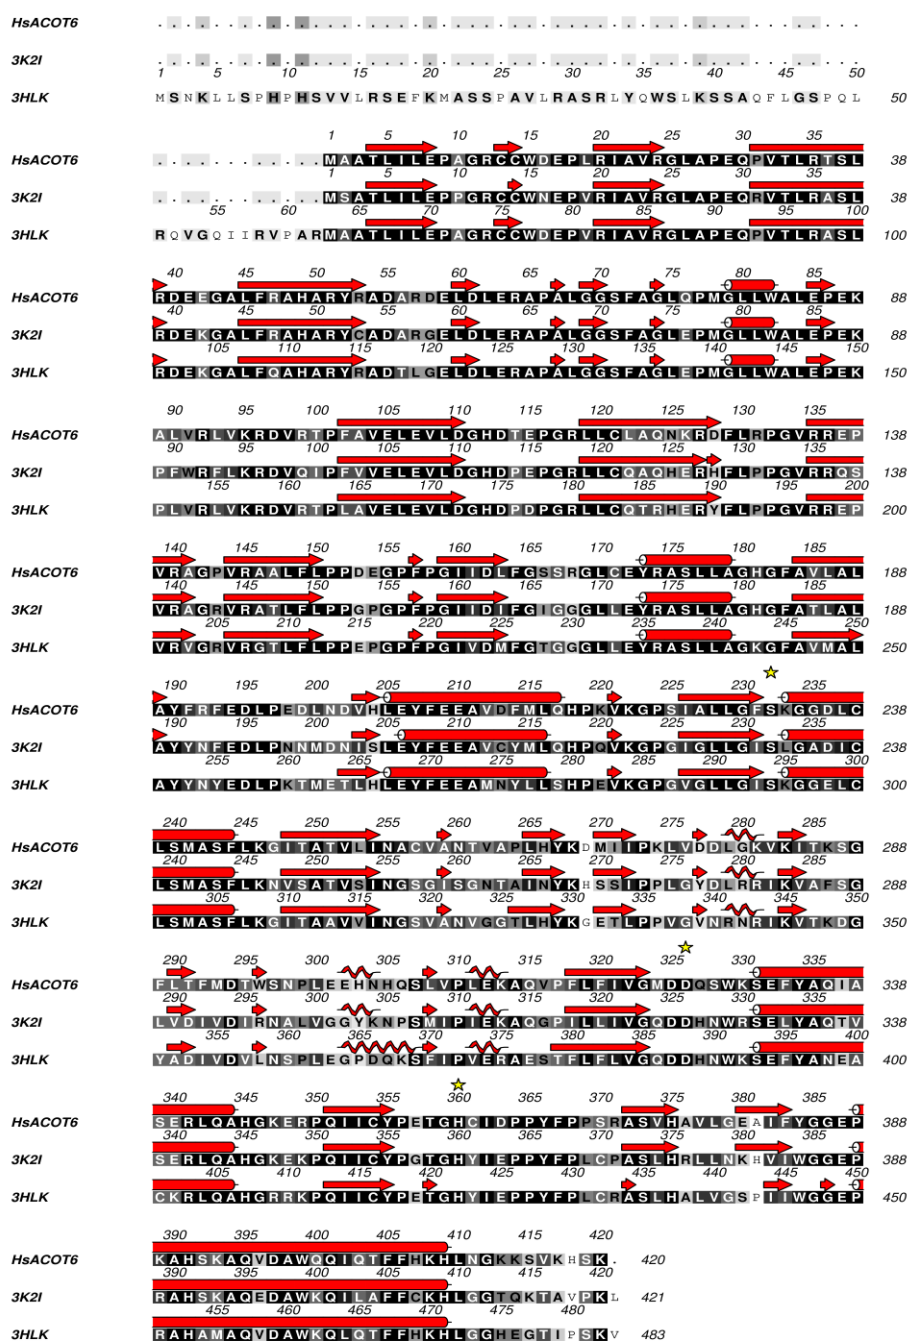 HsACOT6 . . . . . . . . . . . . . . . . . . . . . . . . . . . . . . . . . . . . . . . . . . . . . . . . . .
3K2I . . . . . . . . . . . . . . . . . . . . . . . . . . . . . . . . . . . . . . . . . . . . . . . . . .
1 5 10 15 20 25 30 35 40 45 50
3HLK MSNKLLSPHPHSVVLRSEFKMASSPAVLRASRLYQWSLKSSAQFLGSPQL 50
1 5 10 15 20 25 30 35
HsACOT6 . . . . . . . . . . . . MAATLILEPAGRCCWDEPLRIAVRGLAPEQPVTLRTSL 38
1 5 10 15 20 25 30 35
3K2I . . . . . . . . . . . . MSATLILEPPGRCCWNEPVRIAVRGLAPEQRVTLRASL 38
55 60 65 70 75 80 85 90 95 100
3HLK RQVGQIIRVPARMAATLILEPAGRCCWDEPVRIAVRGLAPEQPVTLRASL 100
40 45 50 55 60 65 70 75 80 85
HsACOT6 RDEEGALFRAHARYRADARDELDLERAPALGGSFAGLQPMGLLWALEPEK 88
40 45 50 55 60 65 70 75 80 85
3K2I RDEKGALFRAHARYCADARGELDLERAPALGGSFAGLEPMGLLWALEPEK 88
105 110 115 120 125 130 135 140 145 150
3HLK RDEKGALFQAHARYRADTLGELDLERAPALGGSFAGLEPMGLLWALEPEK 150
90 95 100 105 110 115 120 125 130 135
HsACOT6 ALVRLVKRDVRTPFAVELEVLDGHDTEPGRLLCLAQNKRDFLRPGVRREP 138
90 95 100 105 110 115 120 125 130 135
3K2I PFWRFLKRDVQIPFVVELEVLDGHDPEPGRLLCQAQHERHFLPPGVRRQS 138
155 160 165 170 175 180 185 190 195 200
3HLK PLVRLVKRDVRTPLAVELEVLDGHDPDPGRLLCQTRHERYFLPPGVRREP 200
140 145 150 155 160 165 170 175 180 185
HsACOT6 VRAGPVRAALFLPPDEGPFPGIIDLFGSSRGLCEYRASLLAGHGFAVLAL 188
140 145 150 155 160 165 170 175 180 185
3K2I VRAGRVRATLFLPPGPGPFPGIIDIFGIGGGLLEYRASLLAGHGFATLAL 188
205 210 215 220 225 230 235 240 245 250
3HLK VRVGRVRGTLFLPPEPGPFPGIVDMFGTGGGLLEYRASLLAGKGFAVMAL 250
190 195 200 205 210 215 220 225 230 235
HsACOT6 AYFRFEDLPEDLNDVHLEYFEEAVDFMLQHPKVKGPSIALLGFSKGGDLC 238
190 195 200 205 210 215 220 225 230 235
3K2I AYYNFEDLPNNMDNISLEYFEEAVCYMLQHPQVKGPGIGLLGISLGADIC 238
255 260 265 270 275 280 285 290 295 300
3HLK AYYNYEDLPKTMETLHLEYFEEAMNYLLSHPEVKGPGVGLLGISKGGELC 300
240 245 250 255 260 265 270 275 280 285
HsACOT6 LSMASFLKGITATVLINACVANTVAPLHYKDMIIPKLVDDLGKVKITKSG 288
240 245 250 255 260 265 270 275 280 285
3K2I LSMASFLKNVSATVSINGSGISGNTAINYKHSSIPPLGYDLRRIKVAFSG 288
305 310 315 320 325 330 335 340 345 350
3HLK LSMASFLKGITAAVVINGSVANVGGTLHYKGETLPPVGVNRNRIKVTKDG 350
290 295 300 305 310 315 320 325 330 335
HsACOT6 FLTFMDTWSNPLEEHNHQSLVPLEKAQVPFLFIVGMDDQSWKSEFYAQIA 338
290 295 300 305 310 315 320 325 330 335
3K2I LVDIVDIRNALVGGYKNPSMIPIEKAQGPILLIVGQDDHNWRSELYAQTV 338
355 360 365 370 375 380 385 390 395 400
3HLK YADIVDVLNSPLEGPDQKSFIPVERAESTFLFLVGQDDHNWKSEFYANEA 400
340 345 350 355 360 365 370 375 380 385
HsACOT6 SERLQAHGKERPQIICYPETGHCIDPPYFPPSRASVHAVLGEAIFYGGEP 388
340 345 350 355 360 365 370 375 380 385
3K2I SERLQAHGKEKPQIICYPGTGHYIEPPYFPLCPASLHRLLNKHVIWGGEP 388
405 410 415 420 425 430 435 440 445 450
3HLK CKRLQAHGRRKPQIICYPETGHYIEPPYFPLCRASLHALVGSPIIWGGEP 450
390 395 400 405 410 415 420
HsACOT6 KAHSKAQVDAWQQIQTFFHKHLNGKKSVKHSK. 420
390 395 400 405 410 415 420
3K2I RAHSKAQEDAWKQILAFFCKHLGGTQKTAVPKL 421
455 460 465 470 475 480
3HLK RAHAMAQVDAWKQLQTFFHKHLGGHEGTIPSKV 483